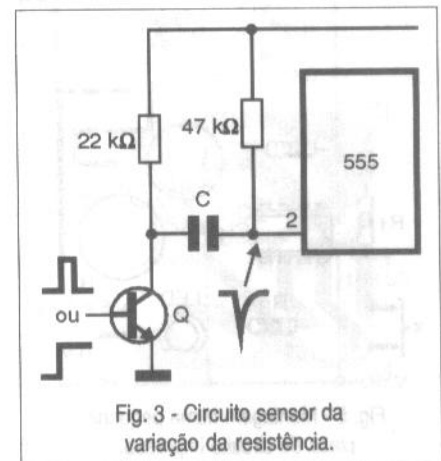 22 kΩ
47 kΩ
555
C
2
ou
Q
Fig. 3 - Circuito sensor da
variação da resistência.